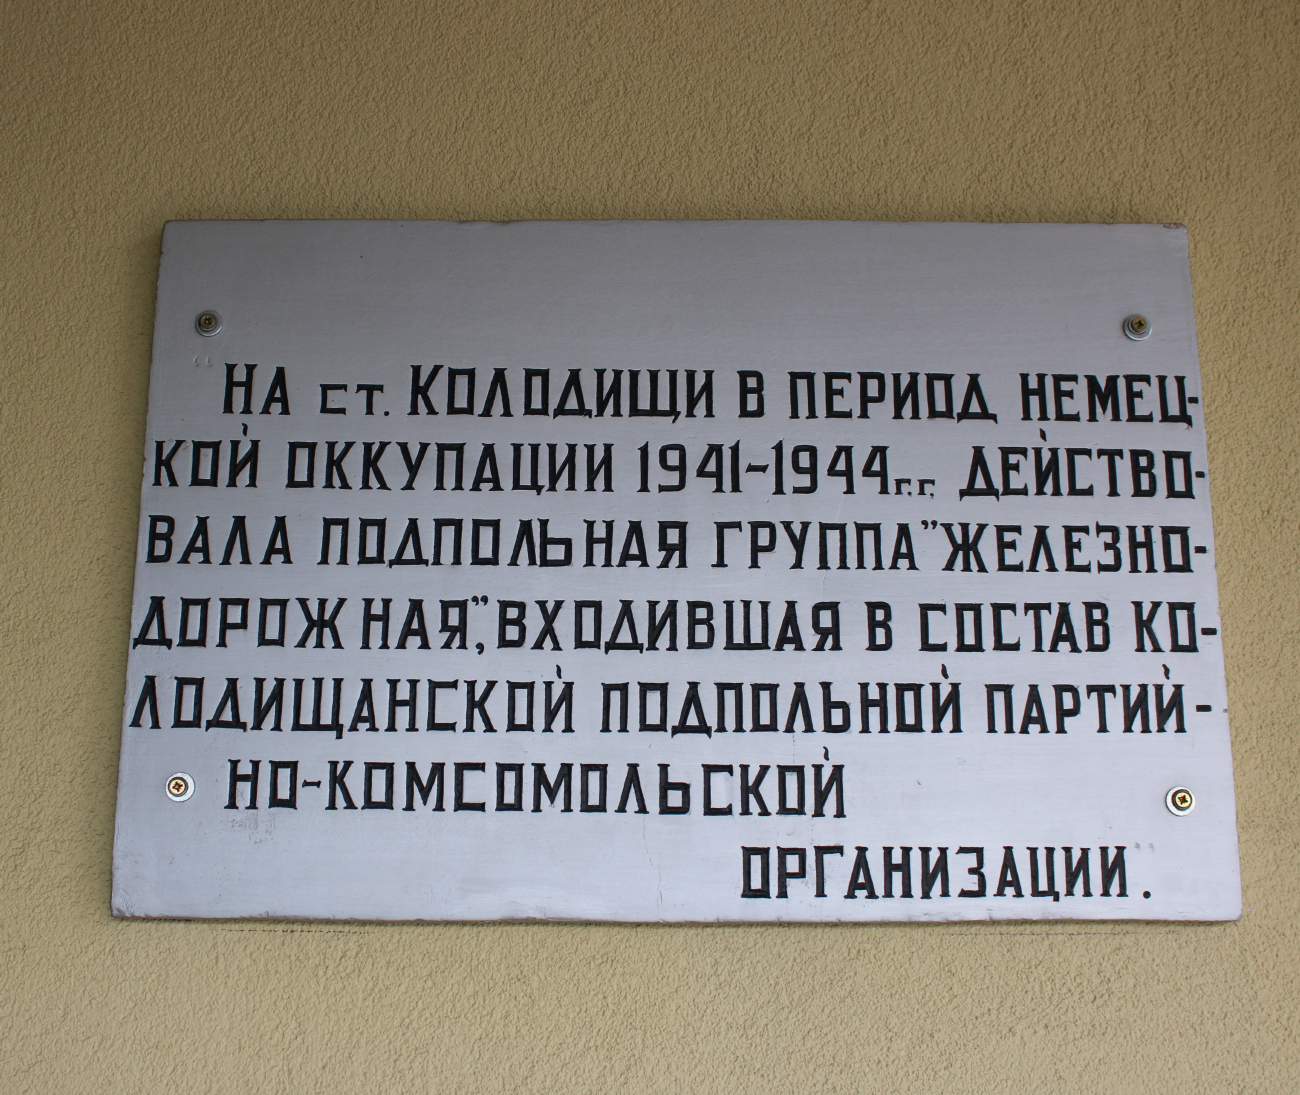 НА ст. КОЛОДИЩИ В ПЕРИОД НЕМЕЦ-
КОЙ ОККУПАЦИИ 1941-1944г.г. ДЕЙСТВО-
ВАЛА ПОДПОЛЬНАЯ ГРУППА "ЖЕЛЕЗНО-
ДОРОЖНАЯ", ВХОДИВШАЯ В СОСТАВ КО-
ЛОДИЩАНСКОЙ ПОДПОЛЬНОЙ ПАРТИЙ-
НО-КОМСОМОЛЬСКОЙ
ОРГАНИЗАЦИИ.